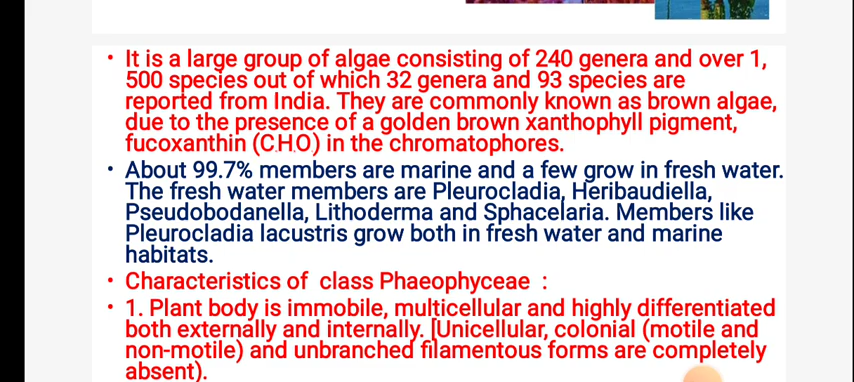 • It is a large group of algae consisting of 240 genera and over 1,
500 species out of which 32 genera and 93 species are
reported from India. They are commonly known as brown algae,
due to the presence of a golden brown xanthophyll pigment,
fucoxanthin (C.H.O) in the chromatophores.
• About 99.7% members are marine and a few grow in fresh water.
The fresh water members are Pleurocladia, Heribaudiella,
Pseudobodanella, Lithoderma and Sphacelaria. Members like
Pleurocladia lacustris grow both in fresh water and marine
habitats.
• Characteristics of class Phaeophyceae :
• 1. Plant body is immobile, multicellular and highly differentiated
both externally and internally. [Unicellular, colonial (motile and
non-motile) and unbranched filamentous forms are completely
absent).